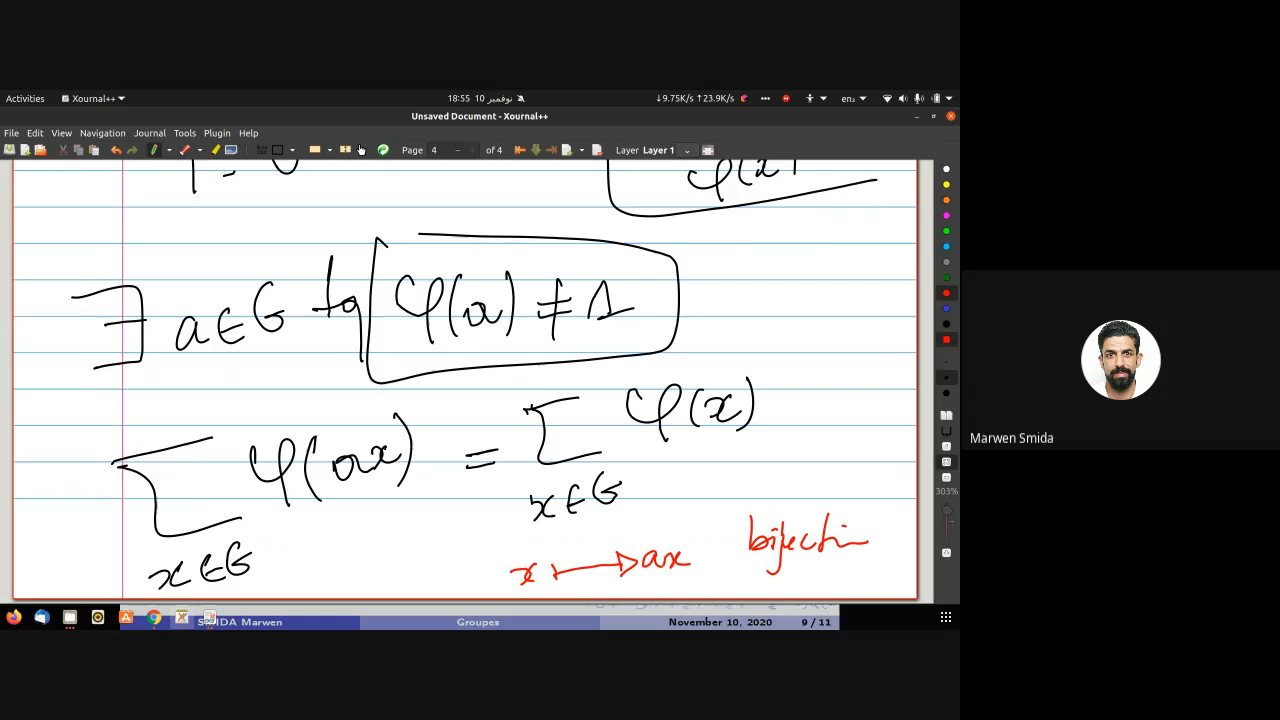 Activities Xournal++ 18:55 10 نوفمبر ↓9.75K/s ↑23.9K/s en₂
Unsaved Document - Xournal++
File Edit View Navigation Journal Tools Plugin Help
Page 4 of 4 Layer Layer 1
φ(x)
∃ a∈G tq φ(a) ≠ 1
∑ φ(ax) = ∑ φ(x)
x∈G x∈G
x ↦ ax bijection
303%
Marwen Smida
SMIDA Marwen Groupes November 10, 2020 9 / 11